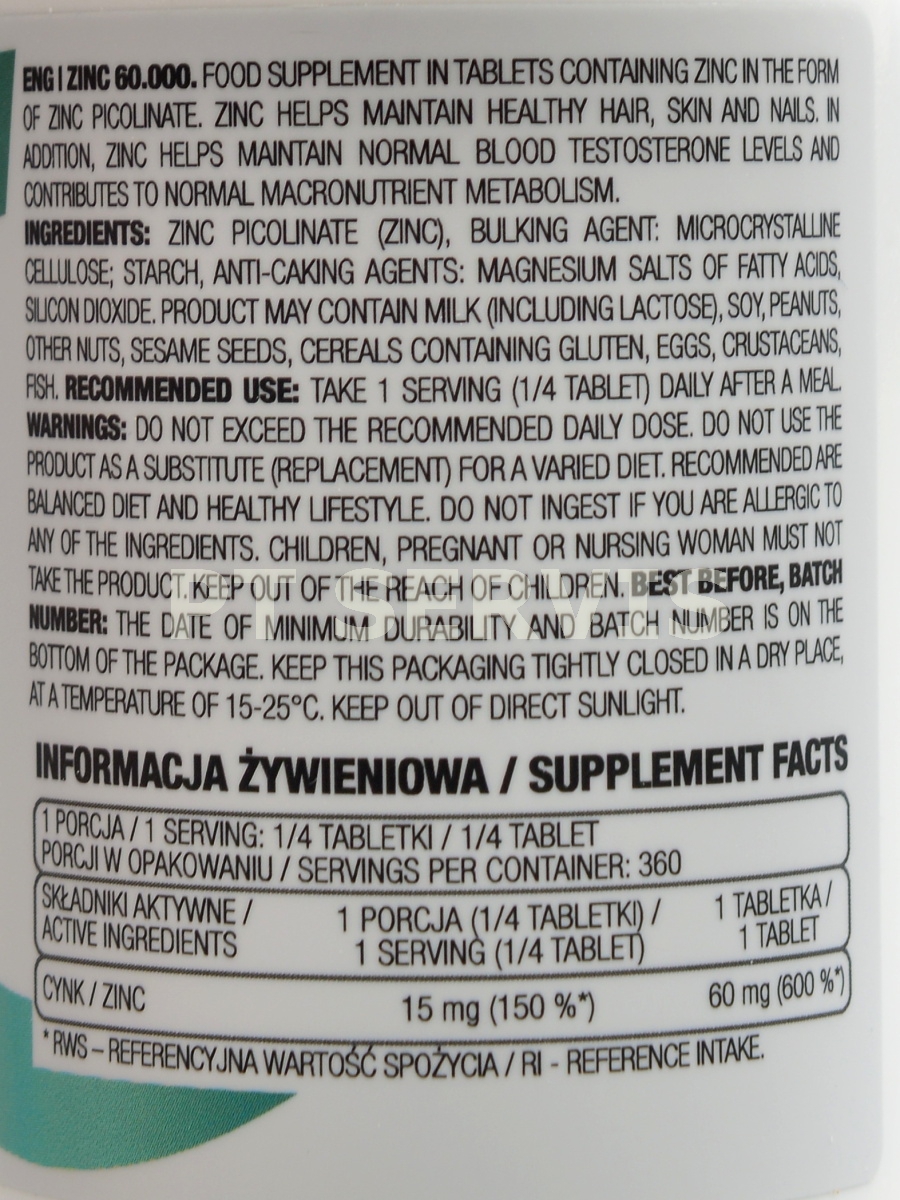 ENG | ZINC 60.000. FOOD SUPPLEMENT IN TABLETS CONTAINING ZINC IN THE FORM
OF ZINC PICOLINATE. ZINC HELPS MAINTAIN HEALTHY HAIR, SKIN AND NAILS. IN
ADDITION, ZINC HELPS MAINTAIN NORMAL BLOOD TESTOSTERONE LEVELS AND
CONTRIBUTES TO NORMAL MACRONUTRIENT METABOLISM.
INGREDIENTS: ZINC PICOLINATE (ZINC), BULKING AGENT: MICROCRYSTALLINE
CELLULOSE; STARCH, ANTI-CAKING AGENTS: MAGNESIUM SALTS OF FATTY ACIDS,
SILICON DIOXIDE. PRODUCT MAY CONTAIN MILK (INCLUDING LACTOSE), SOY, PEANUTS,
OTHER NUTS, SESAME SEEDS, CEREALS CONTAINING GLUTEN, EGGS, CRUSTACEANS,
FISH. RECOMMENDED USE: TAKE 1 SERVING (1/4 TABLET) DAILY AFTER A MEAL.
WARNINGS: DO NOT EXCEED THE RECOMMENDED DAILY DOSE. DO NOT USE THE
PRODUCT AS A SUBSTITUTE (REPLACEMENT) FOR A VARIED DIET. RECOMMENDED ARE
BALANCED DIET AND HEALTHY LIFESTYLE. DO NOT INGEST IF YOU ARE ALLERGIC TO
ANY OF THE INGREDIENTS. CHILDREN, PREGNANT OR NURSING WOMAN MUST NOT
TAKE THE PRODUCT. KEEP OUT OF THE REACH OF CHILDREN. BEST BEFORE, BATCH
PT SERVIS
NUMBER: THE DATE OF MINIMUM DURABILITY AND BATCH NUMBER IS ON THE
BOTTOM OF THE PACKAGE. KEEP THIS PACKAGING TIGHTLY CLOSED IN A DRY PLACE,
AT A TEMPERATURE OF 15-25°C. KEEP OUT OF DIRECT SUNLIGHT.
INFORMACJA ŻYWIENIOWA / SUPPLEMENT FACTS
1 PORCJA / 1 SERVING: 1/4 TABLETKI / 1/4 TABLET
PORCJI W OPAKOWANIU / SERVINGS PER CONTAINER: 360
SKŁADNIKI AKTYWNE / 1 PORCJA (1/4 TABLETKI) / 1 TABLETKA /
ACTIVE INGREDIENTS 1 SERVING (1/4 TABLET) 1 TABLET
CYNK / ZINC 15 mg (150 %*) 60 mg (600 %*)
* RWS – REFERENCYJNA WARTOŚĆ SPOŻYCIA / RI - REFERENCE INTAKE.